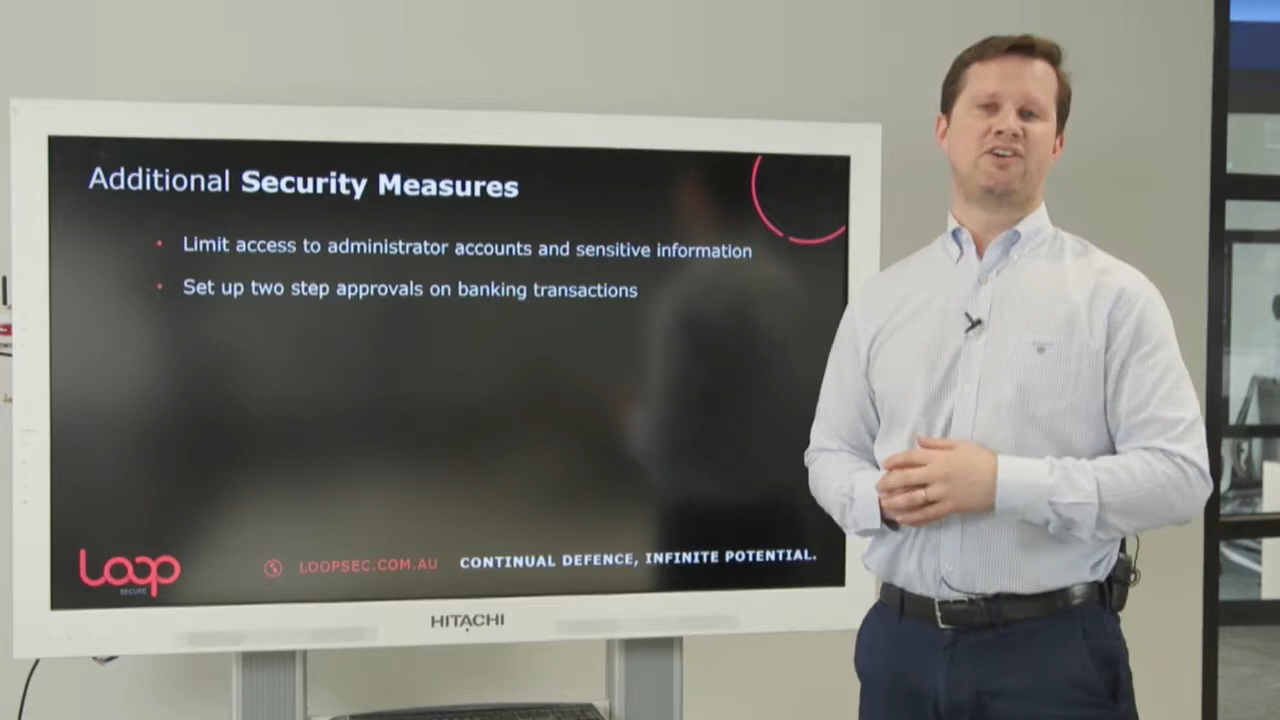 Additional Security Measures
• Limit access to administrator accounts and sensitive information
• Set up two step approvals on banking transactions
Loop
SECURE
LOOPSEC.COM.AU
CONTINUAL DEFENCE, INFINITE POTENTIAL.
HITACHI